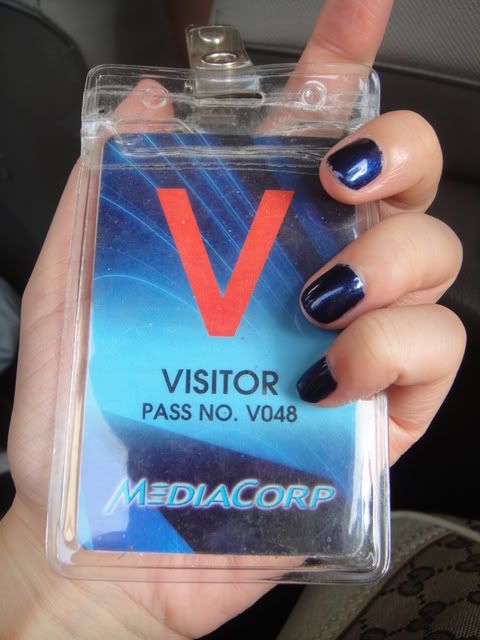 V
VISITOR
PASS NO. V048
MEDIACORP